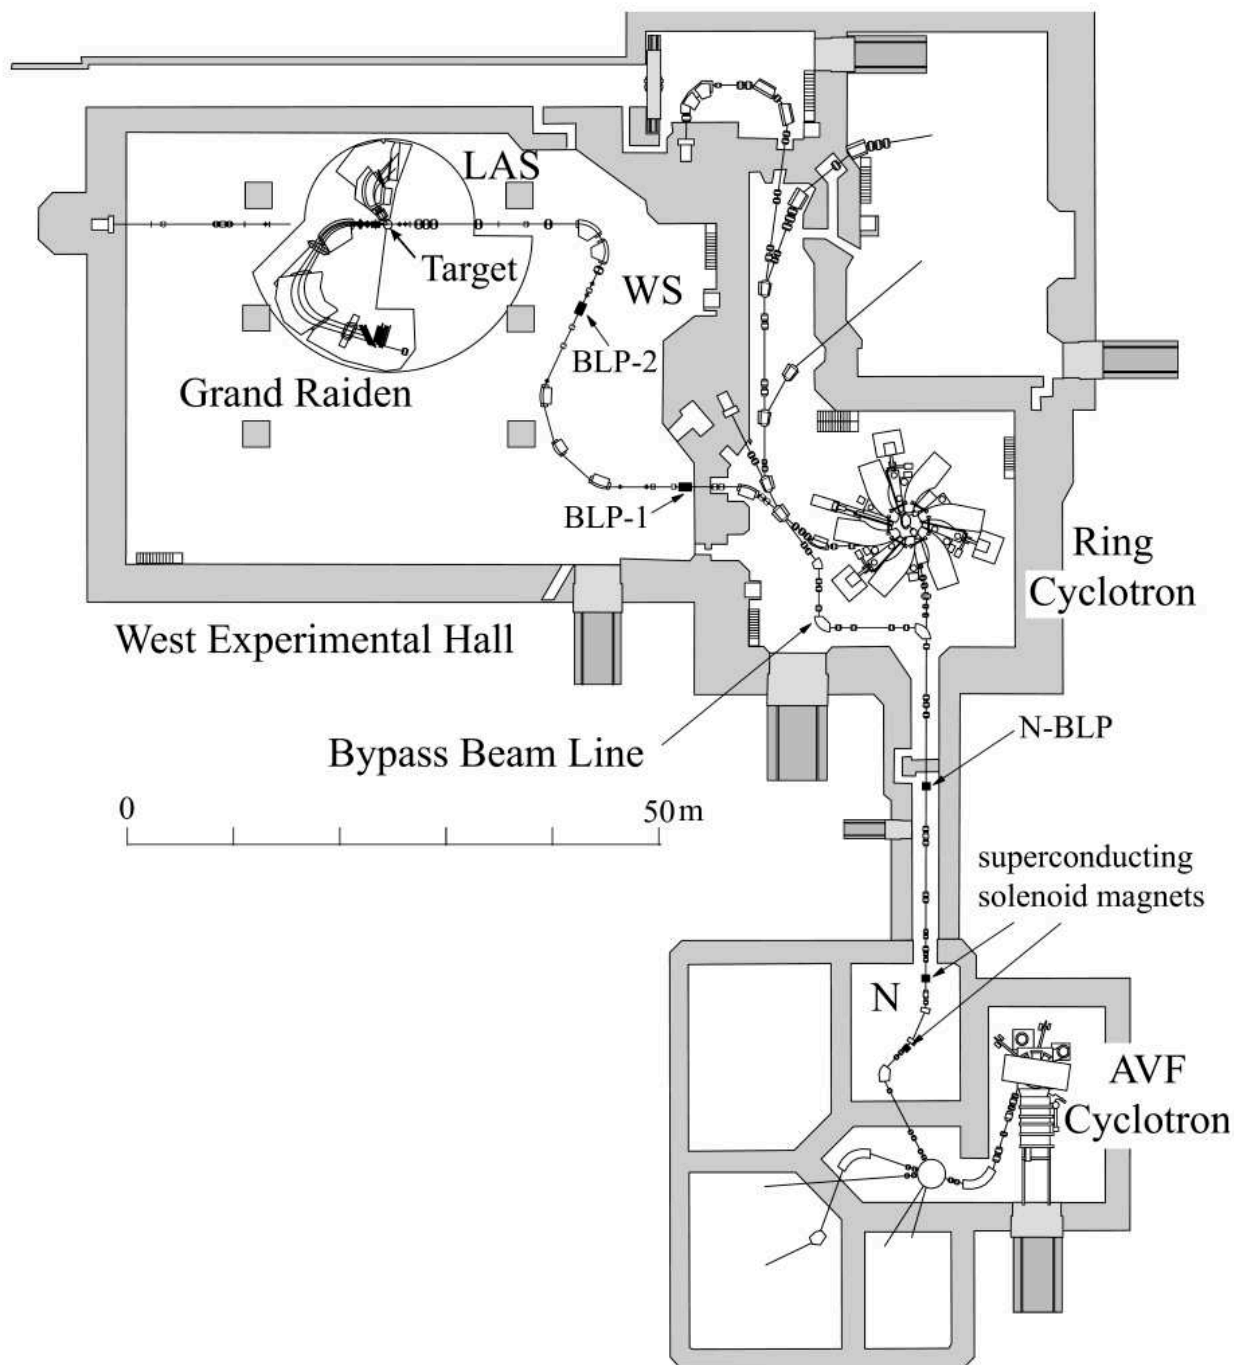 LAS
Target
WS
BLP-2
Grand Raiden
BLP-1
Ring
Cyclotron
West Experimental Hall
N-BLP
Bypass Beam Line
0
50 m
superconducting
solenoid magnets
N
AVF
Cyclotron